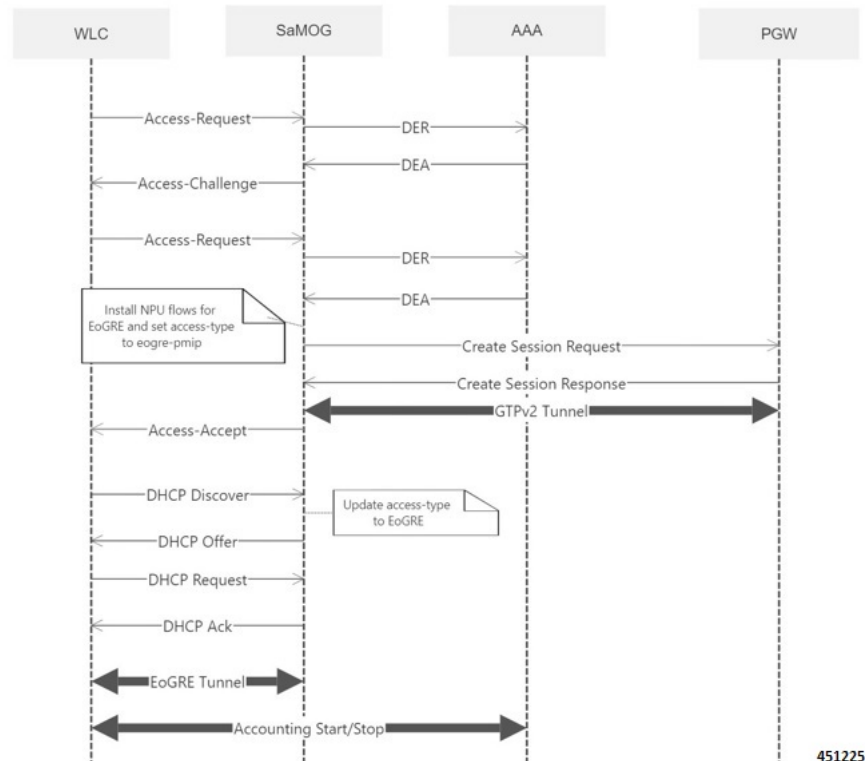 WLC
SaMOG
AAA
PGW
Access-Request
DER
DEA
Access-Challenge
Access-Request
DER
DEA
Install NPU flows for
EoGRE and set access-type
to eogre-pmip
Create Session Request
Create Session Response
GTPv2 Tunnel
Access-Accept
DHCP Discover
Update access-type
to EoGRE
DHCP Offer
DHCP Request
DHCP Ack
EoGRE Tunnel
Accounting Start/Stop
451225